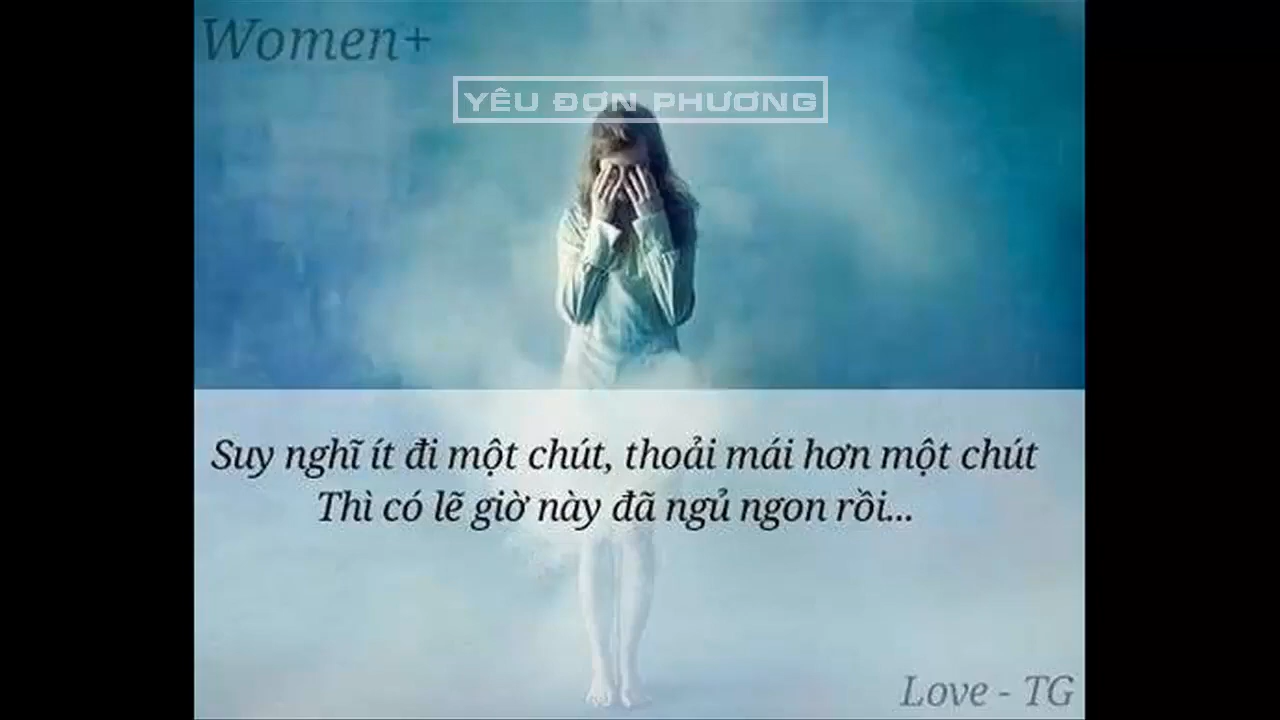 Women+
YÊU ĐƠN PHƯƠNG
Suy nghĩ ít đi một chút, thoải mái hơn một chút
Thì có lẽ giờ này đã ngủ ngon rồi...
Love - TG